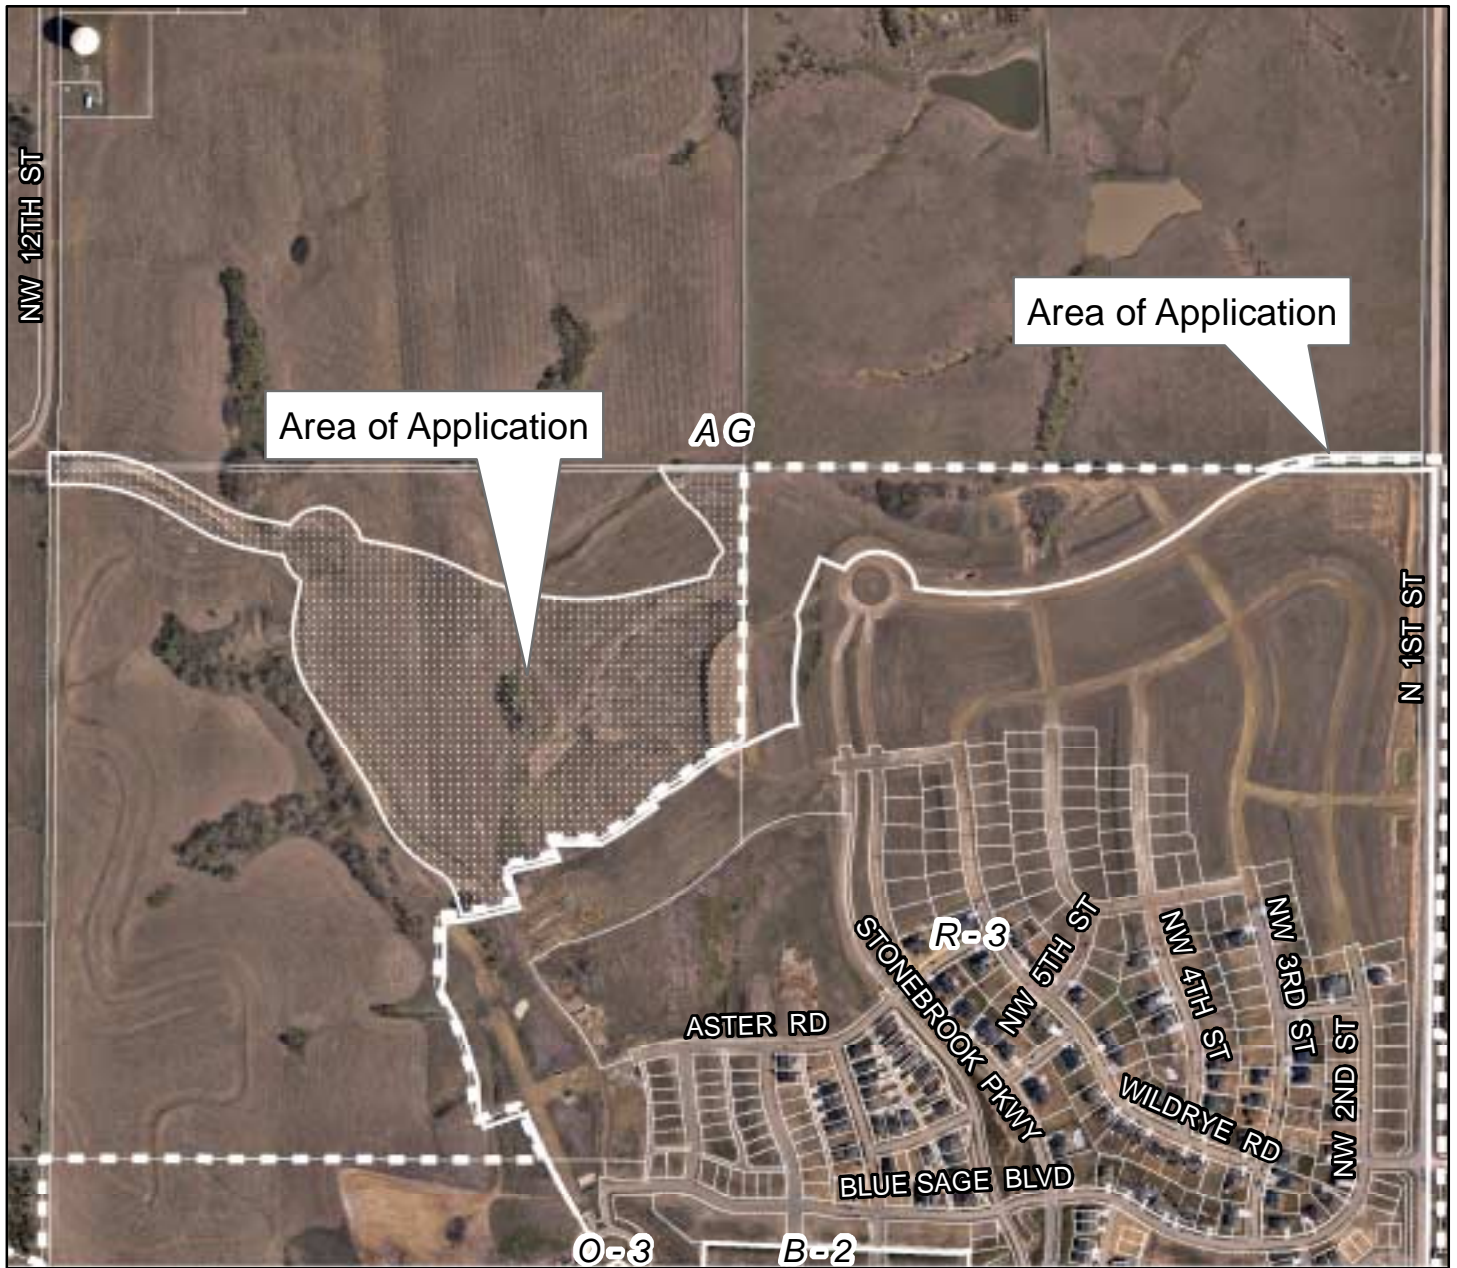 NW 12TH ST
Area of Application
Area of Application
AG
N 1ST ST
R-3
NW 5TH ST
STONEBROOK PKWY
NW 4TH ST
NW 3RD ST
ASTER RD
NW 2ND ST
WILDRYE RD
BLUE SAGE BLVD
O-3
B-2